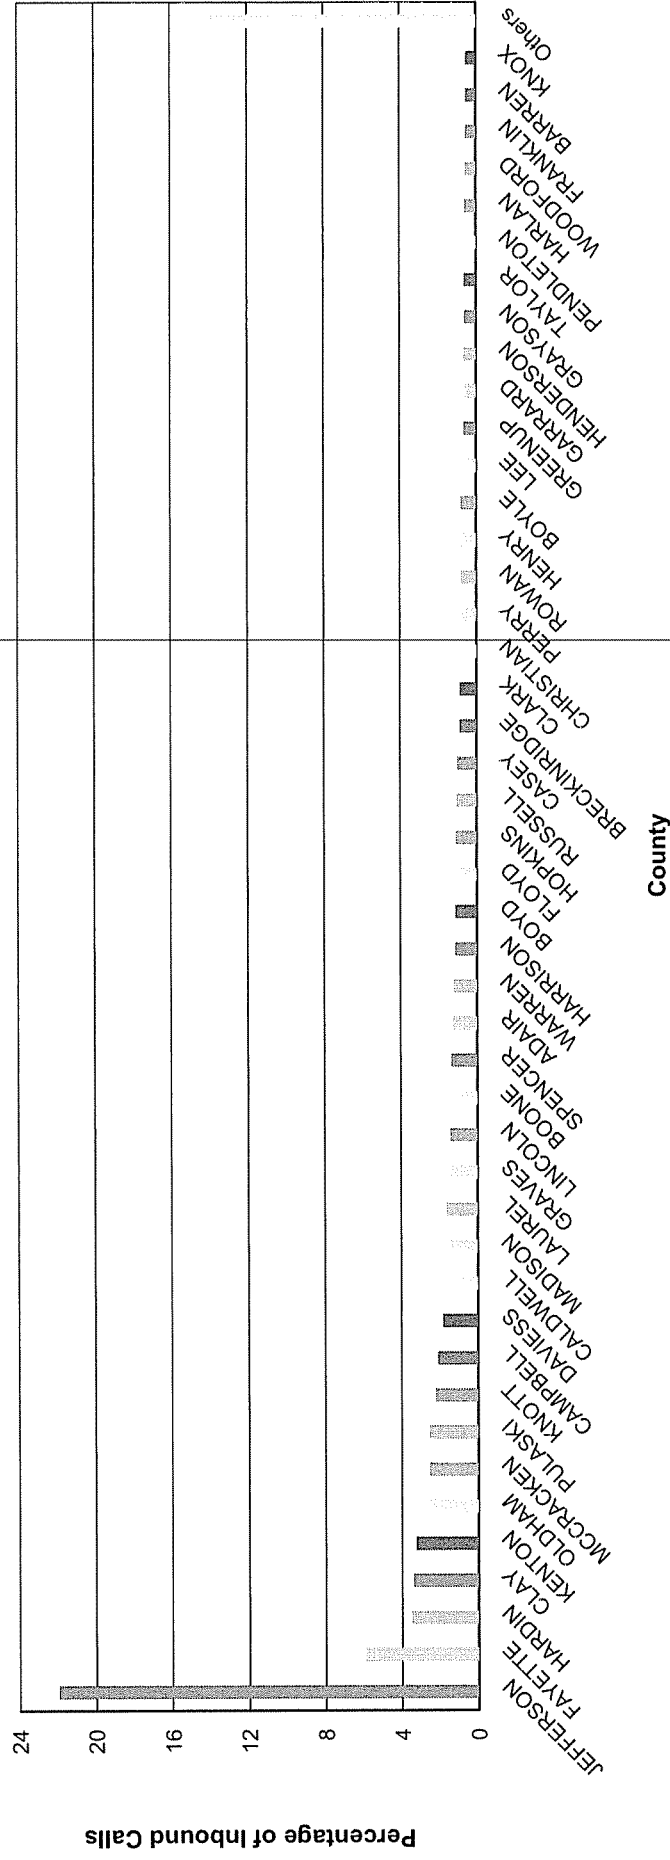 Percentage of Inbound Calls
24
20
16
12
8
4
0
JEFFERSON
FAYETTE
HARDIN
CLAY
KENTON
OLDHAM
MCCRACKEN
PULASKI
KNOTT
CAMPBELL
DAVIESS
CALDWELL
MADISON
LAUREL
GRAVES
LINCOLN
BOONE
SPENCER
ADAIR
WARREN
HARRISON
BOYD
FLOYD
HOPKINS
RUSSELL
CASEY
BRECKINRIDGE
CLARK
CHRISTIAN
PERRY
ROWAN
HENRY
BOYLE
LEE
GREENUP
GARRARD
HENDERSON
GRAYSON
TAYLOR
PENDLETON
HARLAN
WOODFORD
FRANKLIN
BARREN
KNOX
Others
County